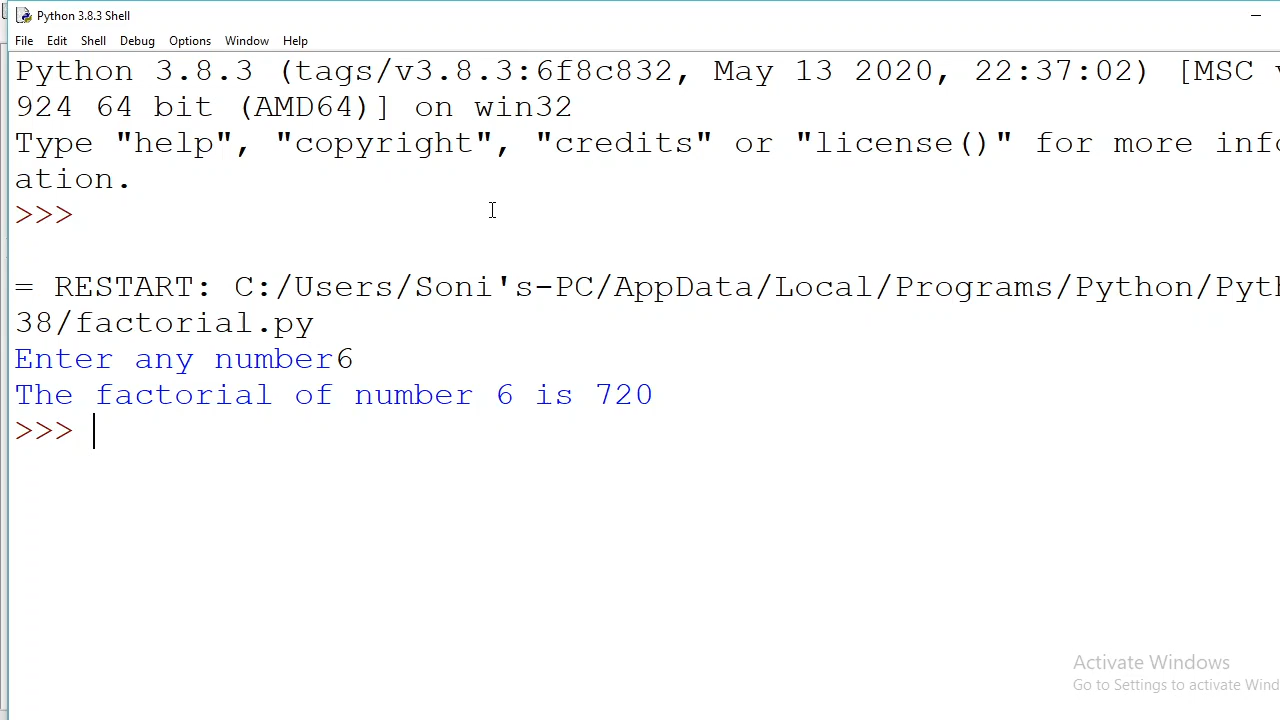 Python 3.8.3 Shell
File Edit Shell Debug Options Window Help
Python 3.8.3 (tags/v3.8.3:6f8c832, May 13 2020, 22:37:02) [MSC
924 64 bit (AMD64)] on win32
Type "help", "copyright", "credits" or "license()" for more info
ation.
>>>
= RESTART: C:/Users/Soni's-PC/AppData/Local/Programs/Python/Pyth
38/factorial.py
Enter any number6
The factorial of number 6 is 720
>>>
Activate Windows
Go to Settings to activate Wind